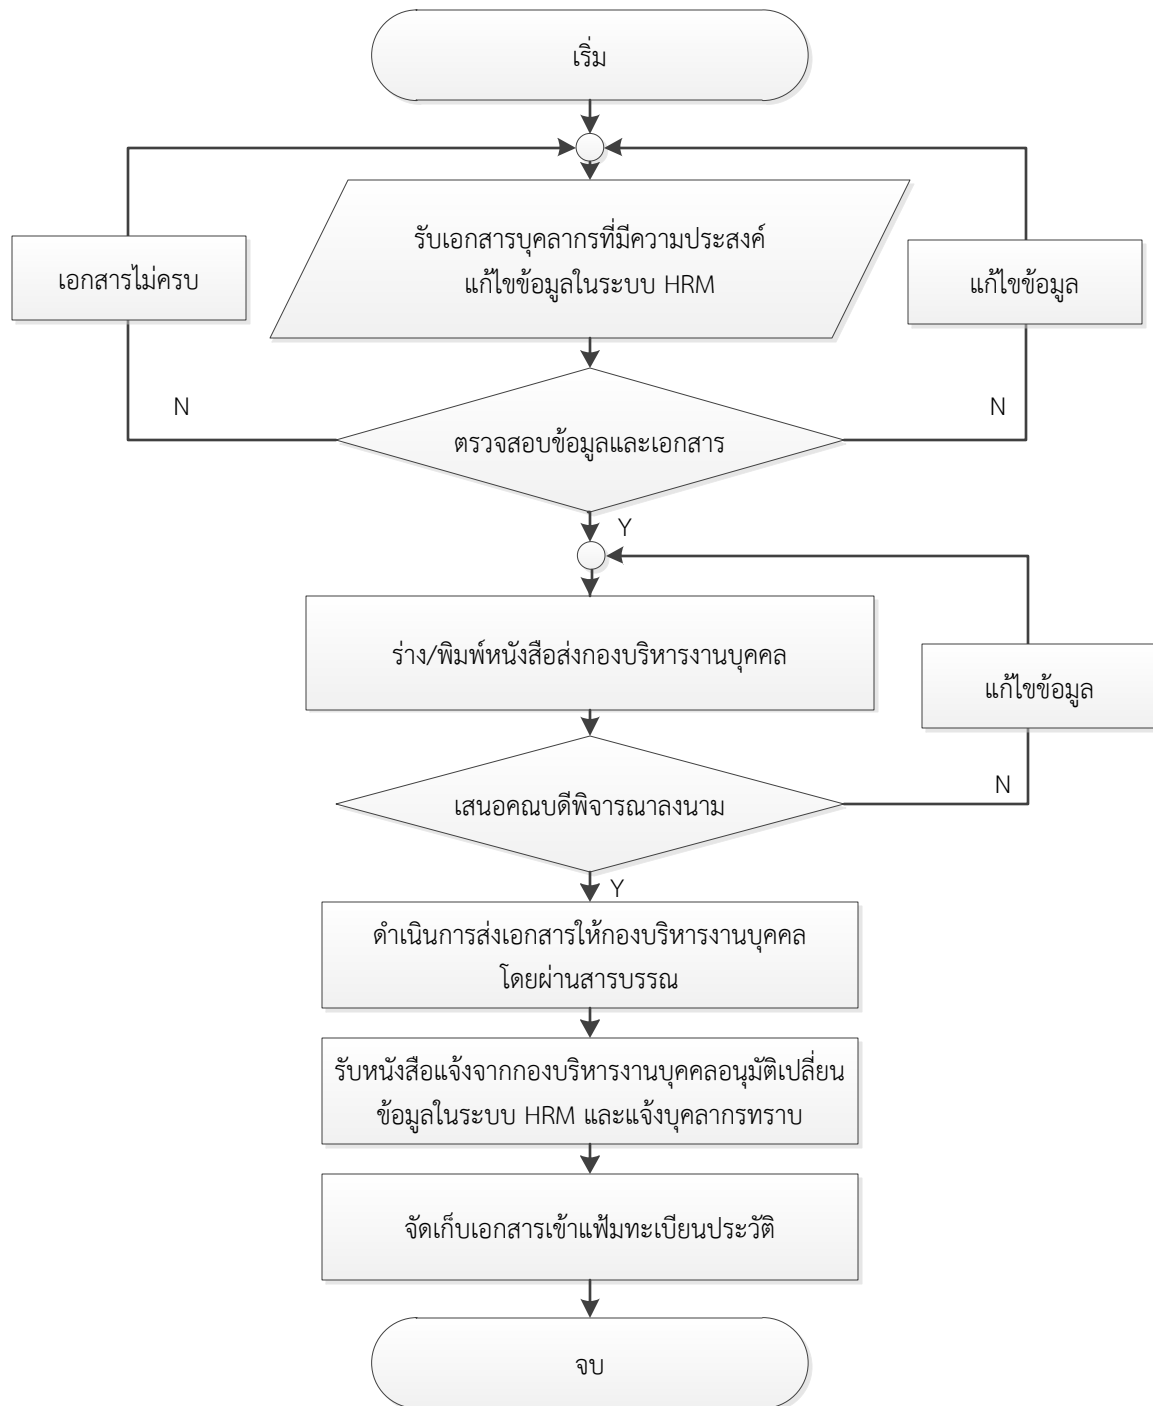 เริ่ม
รับเอกสารบุคลากรที่มีความประสงค์
แก้ไขข้อมูลในระบบ HRM
เอกสารไม่ครบ
แก้ไขข้อมูล
N
N
ตรวจสอบข้อมูลและเอกสาร
Y
ร่าง/พิมพ์หนังสือส่งกองบริหารงานบุคคล
แก้ไขข้อมูล
N
เสนอคณบดีพิจารณาลงนาม
Y
ดำเนินการส่งเอกสารให้กองบริหารงานบุคคล
โดยผ่านสารบรรณ
รับหนังสือแจ้งจากกองบริหารงานบุคคลอนุมัติเปลี่ยน
ข้อมูลในระบบ HRM และแจ้งบุคลากรทราบ
จัดเก็บเอกสารเข้าแฟ้มทะเบียนประวัติ
จบ